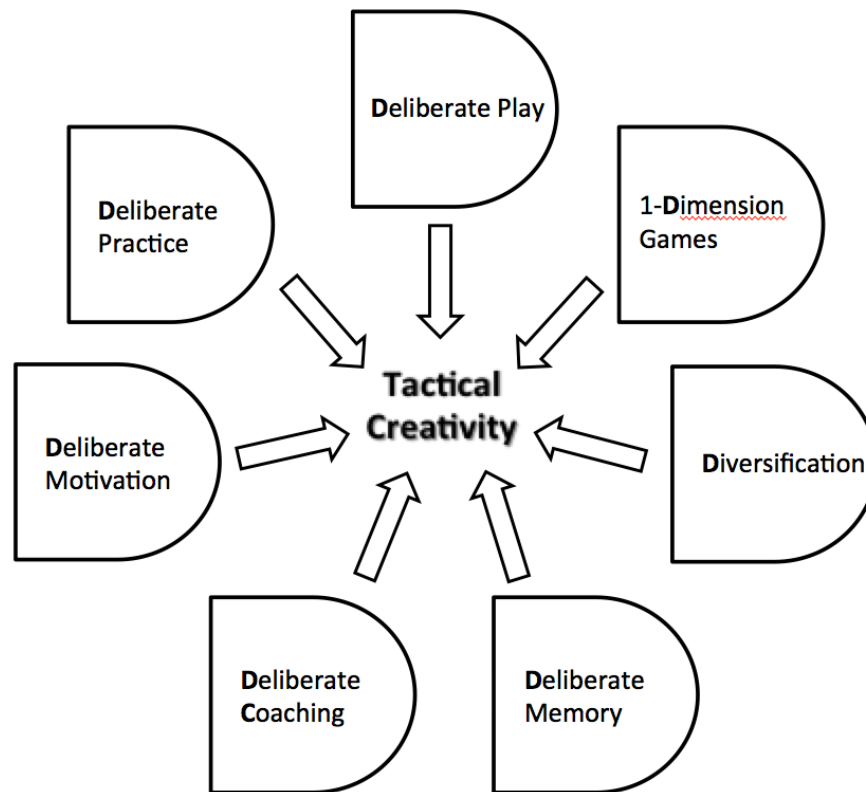 Deliberate Play
Deliberate
Practice
1-Dimension
Games
Tactical
Creativity
Deliberate
Motivation
Diversification
Deliberate
Coaching
Deliberate
Memory